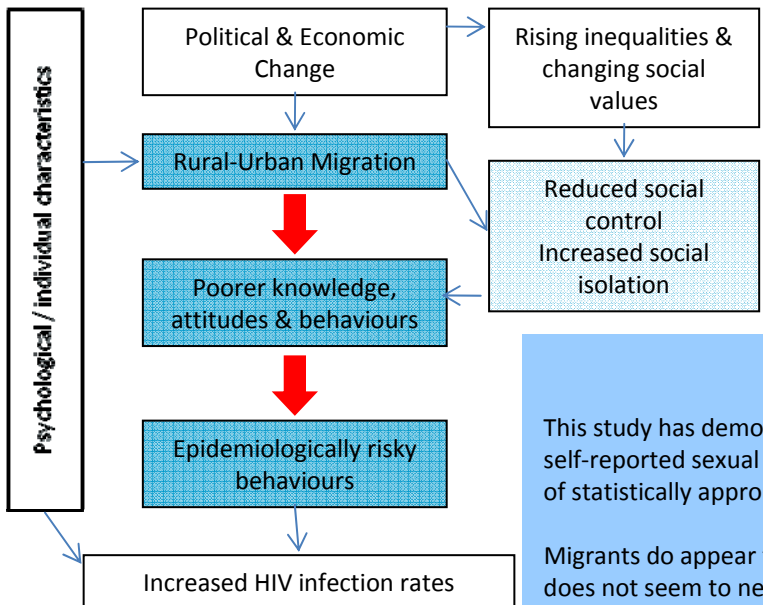 Political & Economic
Change
Rising inequalities &
changing social
values
Psychological / individual characteristics
Rural-Urban Migration
Reduced social
control
Increased social
isolation
Poorer knowledge,
attitudes & behaviours
Epidemiologically risky
behaviours
Increased HIV infection rates
This study has demo
self-reported sexual
of statistically appro
Migrants do appear
does not seem to ne